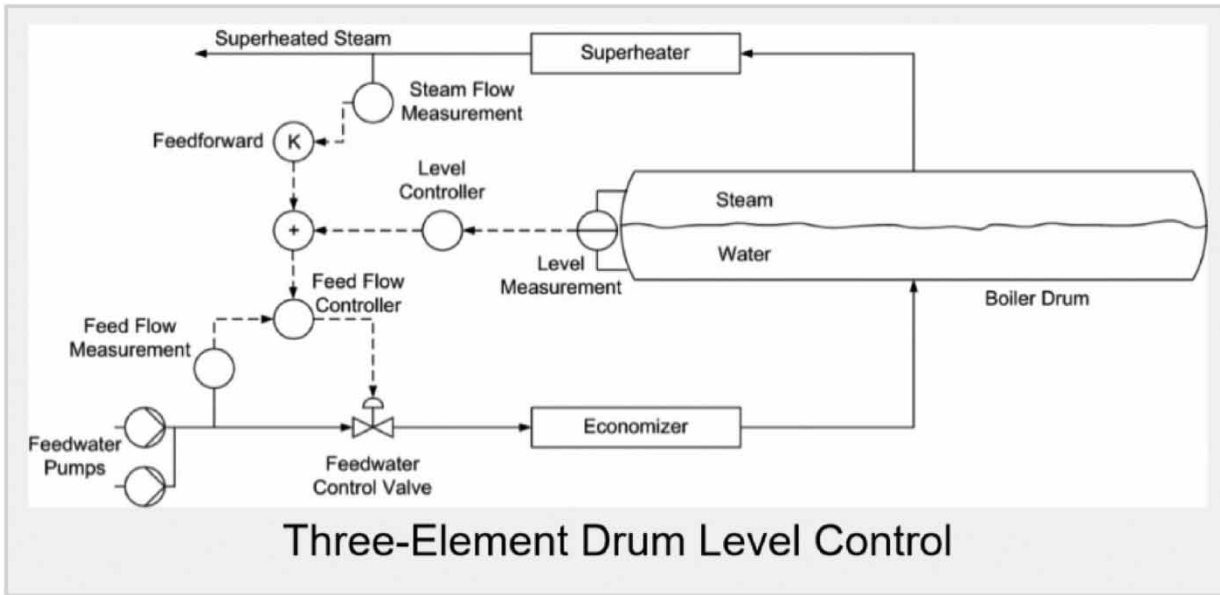 Superheated Steam
Superheater
Steam Flow
Measurement
Feedforward
K
Level
Controller
Steam
+
Water
Level
Measurement
Boiler Drum
Feed Flow
Controller
Feed Flow
Measurement
Economizer
Feedwater
Pumps
Feedwater
Control Valve
Three-Element Drum Level Control